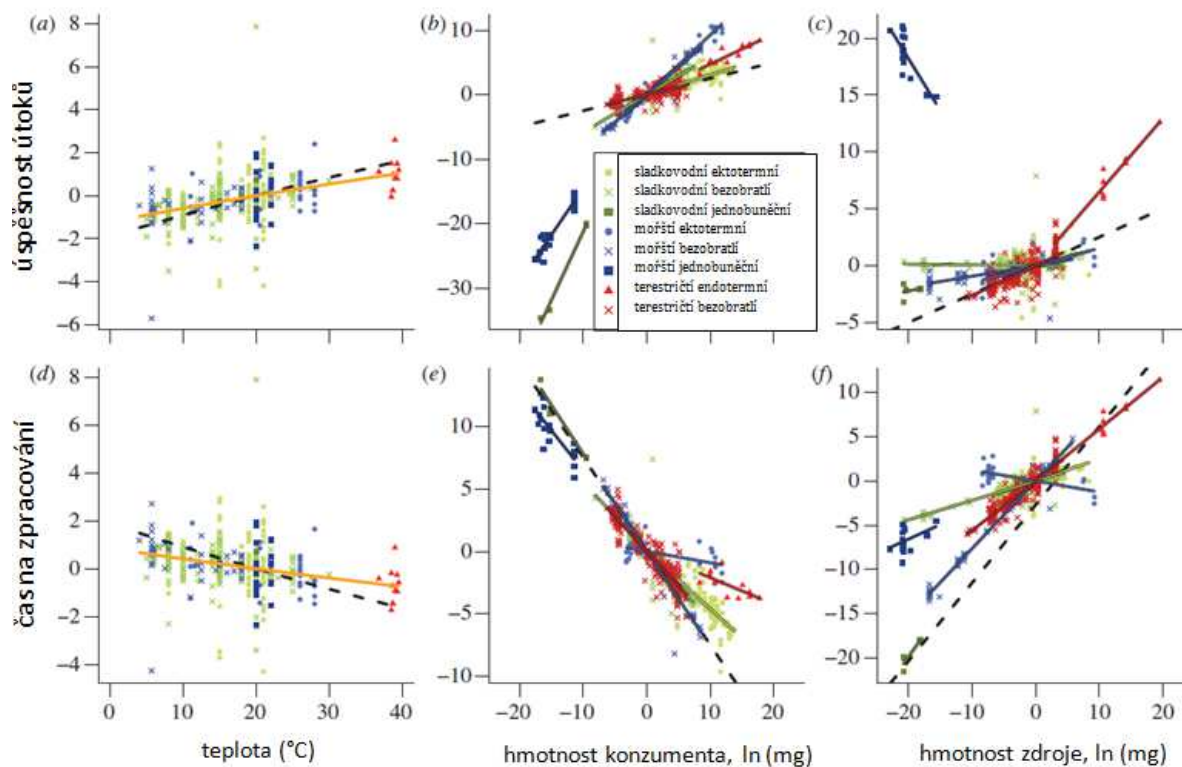 (a)
(b)
(c)
úspěšnost útoků
8
6
4
2
0
−2
−4
−6
10
0
−10
−20
−30
20
15
10
5
0
−5
sladkovodní ektotermní
sladkovodní bezobratlí
sladkovodní jednobuněční
mořští ektotermní
mořští bezobratlí
mořští jednobuněční
terestričtí endotermní
terestričtí bezobratlí
(d)
(e)
(f)
čas na zpracování
8
6
4
2
0
−2
−4
10
5
0
−5
−10
10
5
0
−5
−10
−15
−20
0 10 20 30 40
−20 −10 0 10 20
−20 −10 0 10 20
teplota (°C)
hmotnost konzumenta, ln (mg)
hmotnost zdroje, ln (mg)